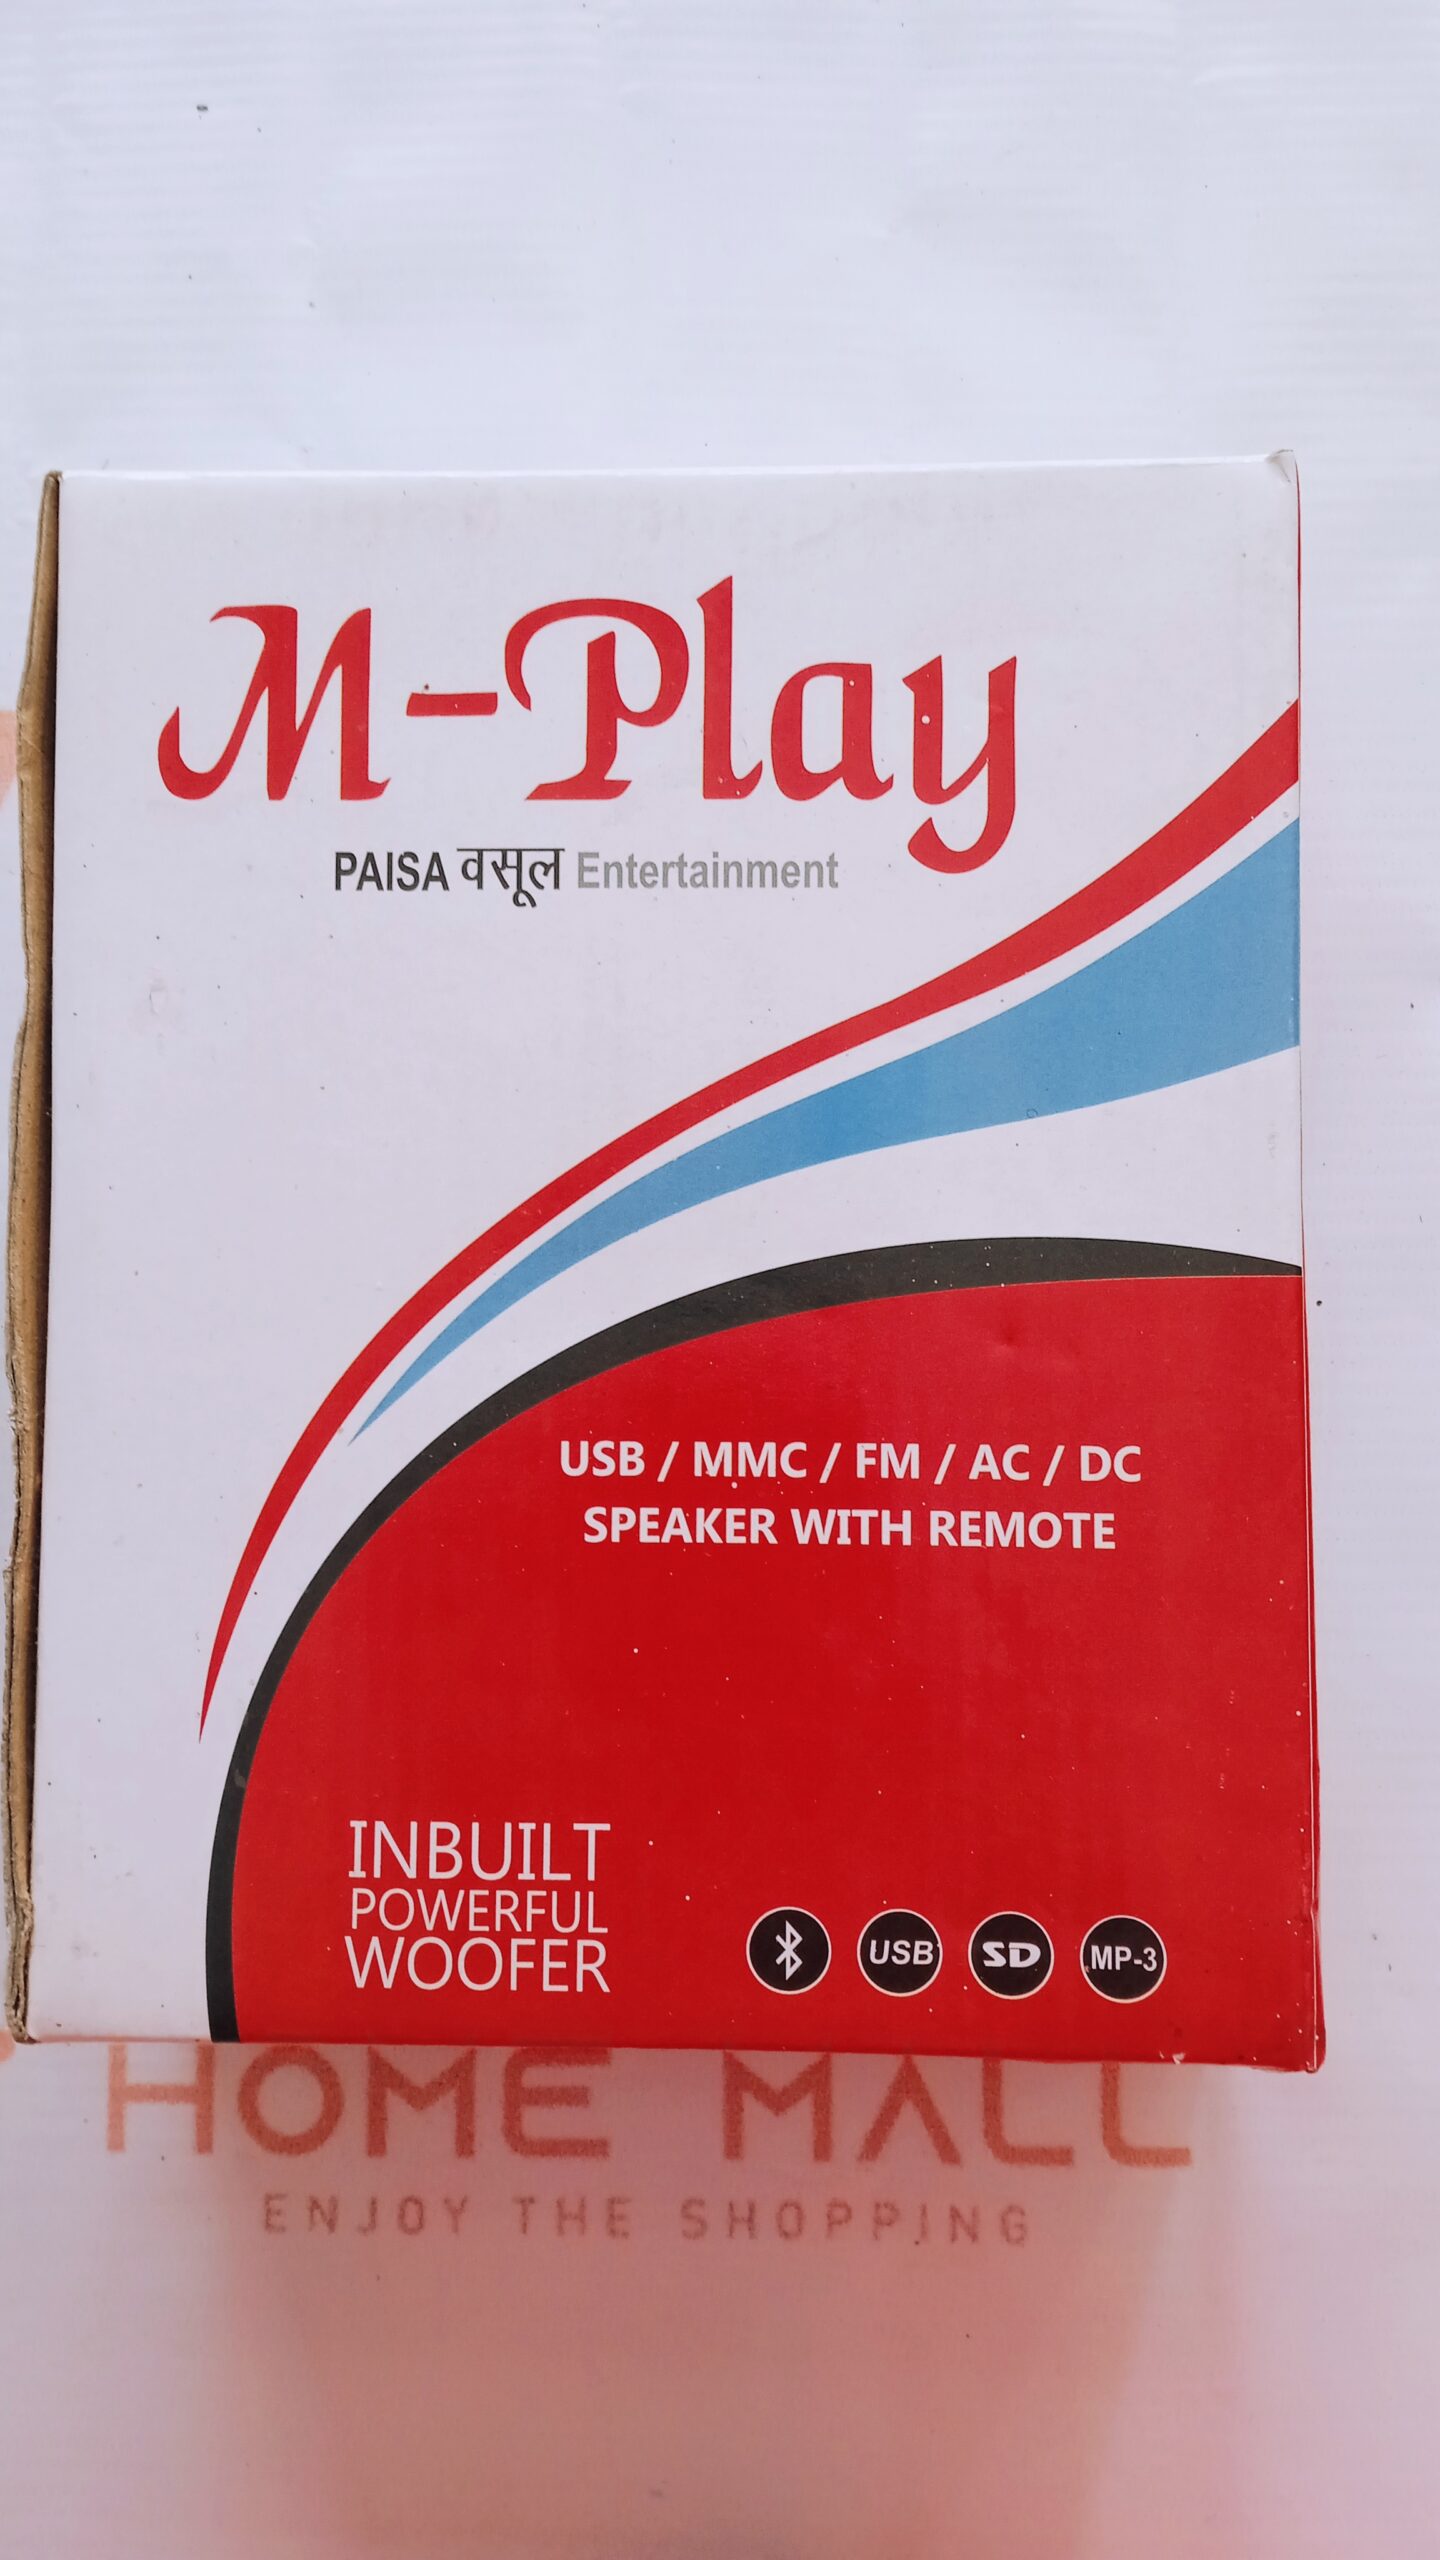 M-Play
PAISA वसूल Entertainment
USB / MMC / FM / AC / DC
SPEAKER WITH REMOTE
INBUILT
POWERFUL
WOOFER
USB
SD
MP-3
HOME MALL
ENJOY THE SHOPPING